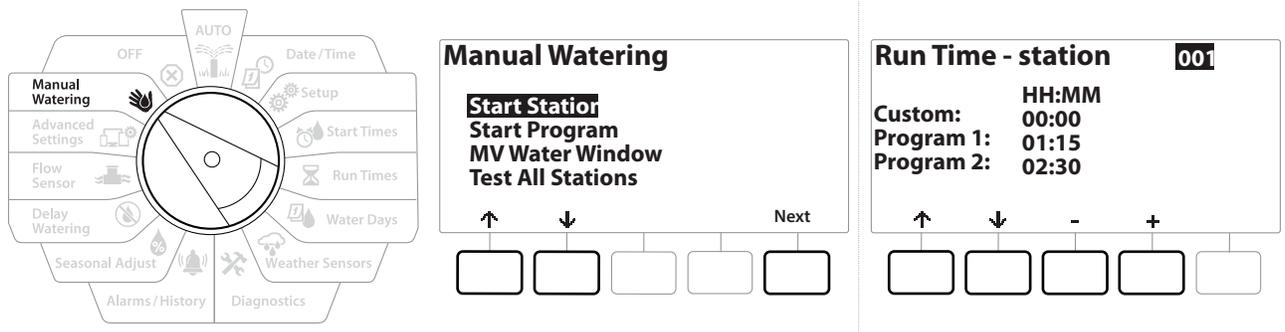 AUTO
OFF
Date / Time
Manual
Watering
Setup
Advanced
Settings
Start Times
Flow
Sensor
Run Times
Delay
Watering
Water Days
Seasonal Adjust
%
Weather Sensors
Alarms / History
Diagnostics
Manual Watering
Start Station
Start Program
MV Water Window
Test All Stations
↑ ↓ Next
Run Time - station 001
HH:MM
Custom: 00:00
Program 1: 01:15
Program 2: 02:30
↑ ↓ - +